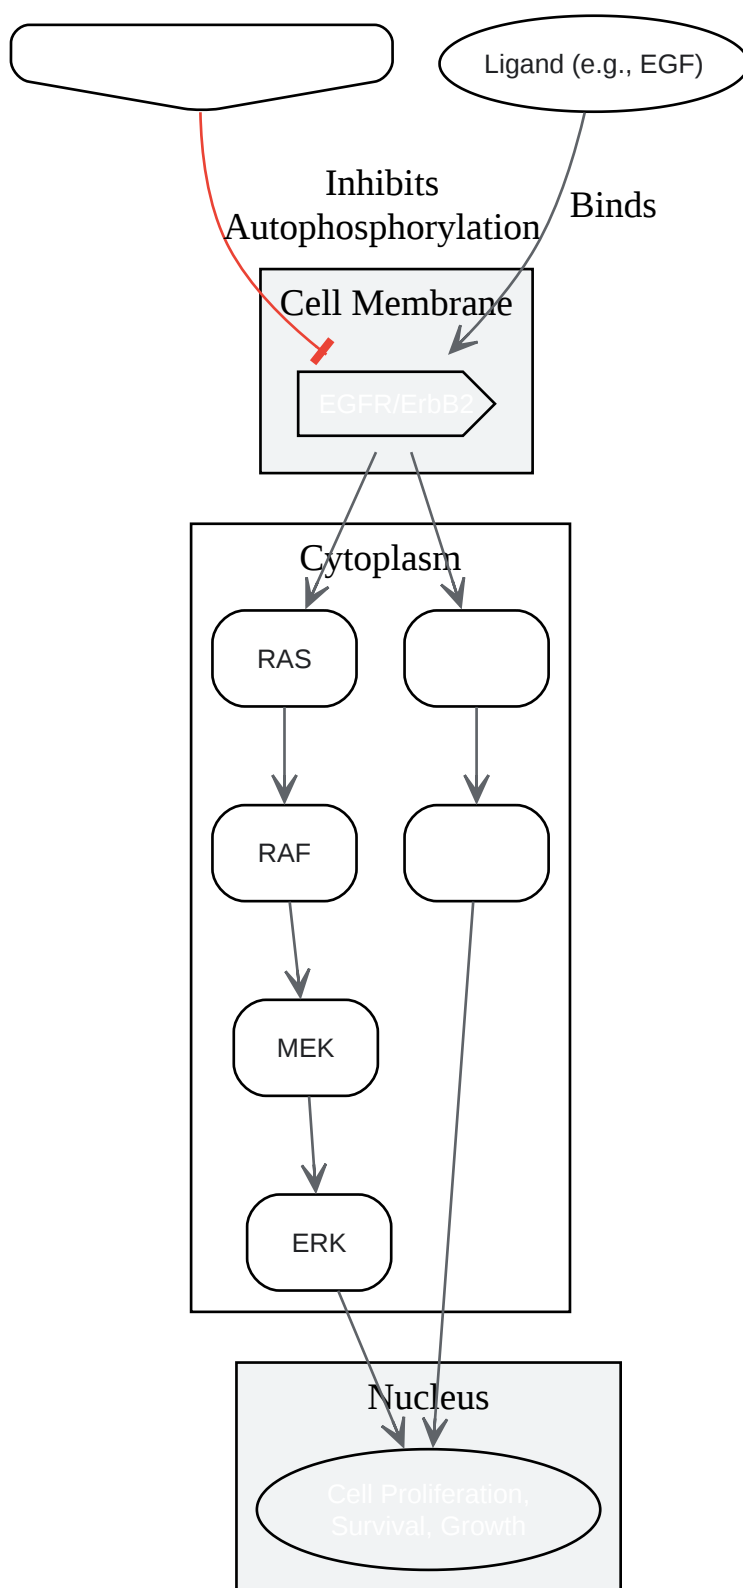 Ligand (e.g., EGF)
Inhibits
Autophosphorylation
Binds
Cell Membrane
EGFR/ErbB2
Cytoplasm
RAS
RAF
MEK
ERK
Nucleus
Cell Proliferation,
Survival, Growth